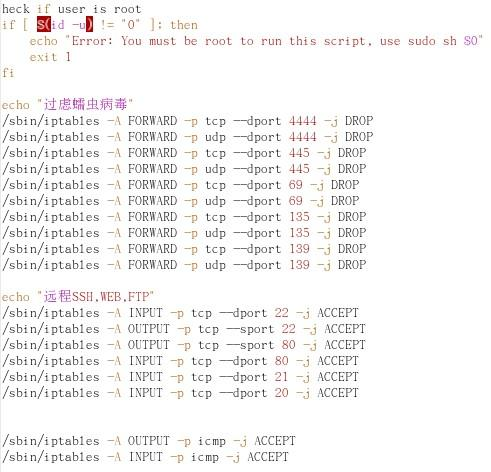 heck if user is root
if [ $(id -u) != "0" ]: then
echo "Error: You must be root to run this script, use sudo sh $0"
exit 1
fi
echo "过虑蠕虫病毒"
/sbin/iptables -A FORWARD -p tcp --dport 4444 -j DROP
/sbin/iptables -A FORWARD -p udp --dport 4444 -j DROP
/sbin/iptables -A FORWARD -p tcp --dport 445 -j DROP
/sbin/iptables -A FORWARD -p udp --dport 445 -j DROP
/sbin/iptables -A FORWARD -p tcp --dport 69 -j DROP
/sbin/iptables -A FORWARD -p udp --dport 69 -j DROP
/sbin/iptables -A FORWARD -p tcp --dport 135 -j DROP
/sbin/iptables -A FORWARD -p udp --dport 135 -j DROP
/sbin/iptables -A FORWARD -p tcp --dport 139 -j DROP
/sbin/iptables -A FORWARD -p udp --dport 139 -j DROP
echo "远程SSH,WEB,FTP"
/sbin/iptables -A INPUT -p tcp --dport 22 -j ACCEPT
/sbin/iptables -A OUTPUT -p tcp --sport 22 -j ACCEPT
/sbin/iptables -A OUTPUT -p tcp --sport 80 -j ACCEPT
/sbin/iptables -A INPUT -p tcp --dport 80 -j ACCEPT
/sbin/iptables -A INPUT -p tcp --dport 21 -j ACCEPT
/sbin/iptables -A INPUT -p tcp --dport 20 -j ACCEPT
/sbin/iptables -A OUTPUT -p icmp -j ACCEPT
/sbin/iptables -A INPUT -p icmp -j ACCEPT